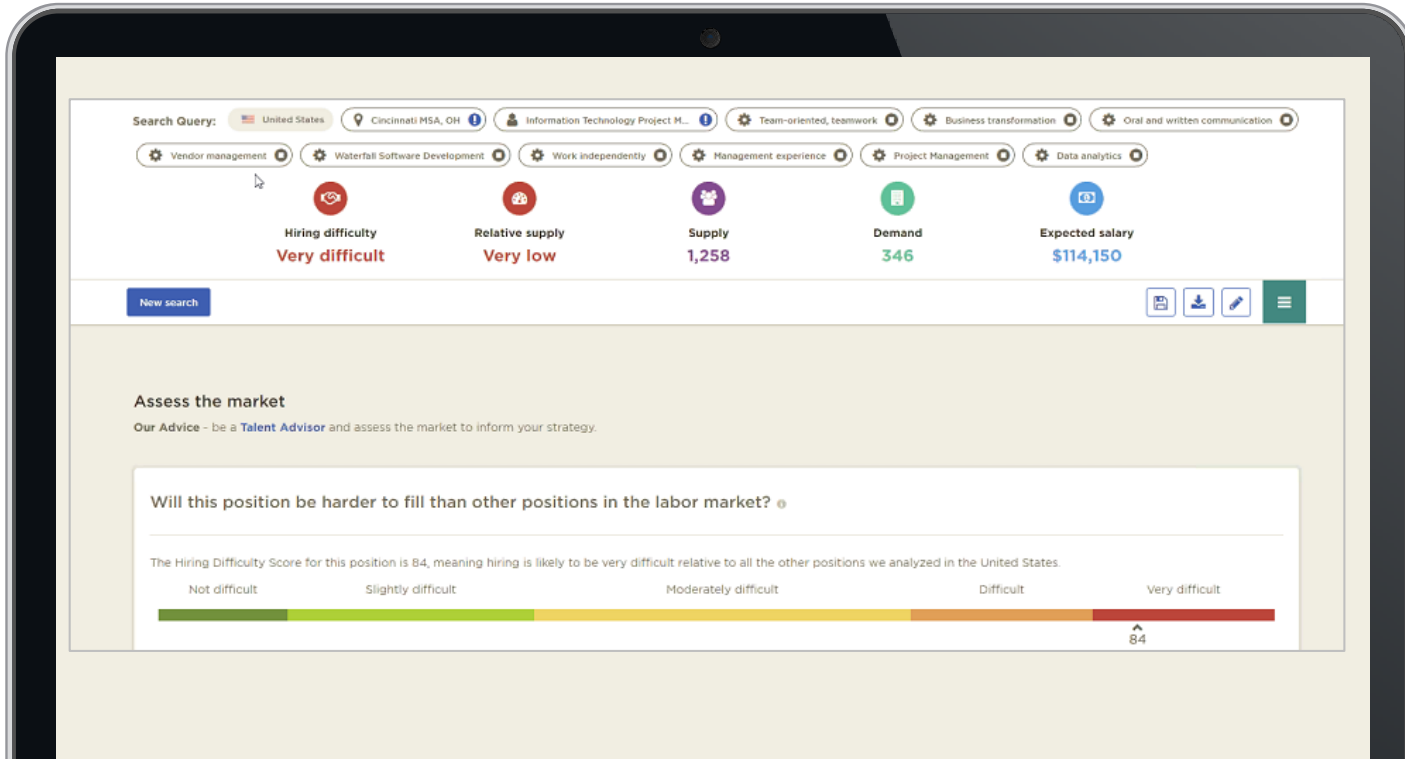 Search Query: United States Cincinnati MSA, OH Information Technology Project M... Team-oriented, teamwork Business transformation Oral and written communication
Vendor management Waterfall Software Development Work independently Management experience Project Management Data analytics
Hiring difficulty Relative supply Supply Demand Expected salary
Very difficult Very low 1,258 346 $114,150
New search
Assess the market
Our Advice - be a Talent Advisor and assess the market to inform your strategy.
Will this position be harder to fill than other positions in the labor market?
The Hiring Difficulty Score for this position is 84, meaning hiring is likely to be very difficult relative to all the other positions we analyzed in the United States.
Not difficult Slightly difficult Moderately difficult Difficult Very difficult
84